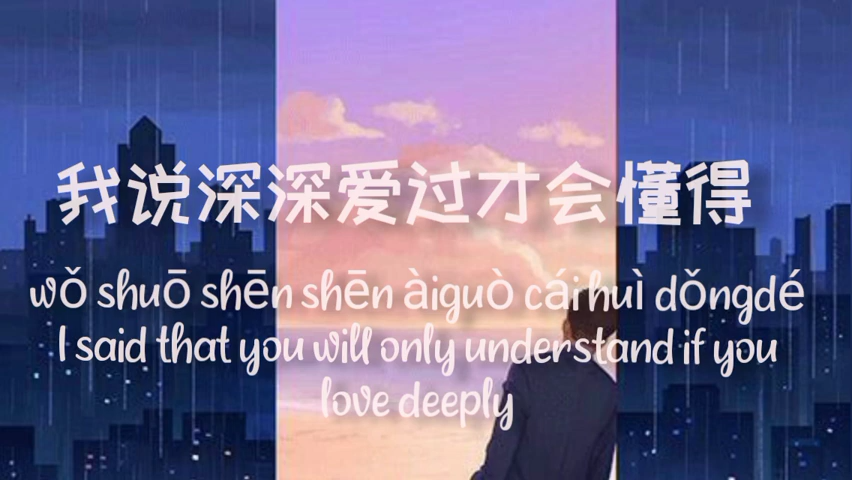 我说深深爱过才会懂得
wǒ shuō shēn shēn àiguò cái huì dǒngdé
I said that you will only understand if you
love deeply